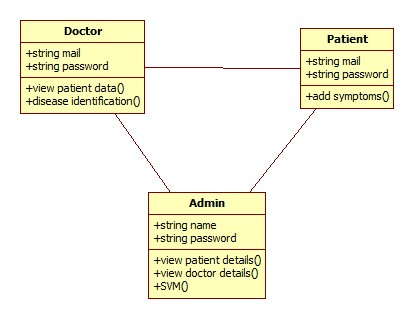 Doctor
+string mail
+string password
+view patient data()
+disease identification()
Patient
+string mail
+string password
+add symptoms()
Admin
+string name
+string password
+view patient details()
+view doctor details()
+SVM()